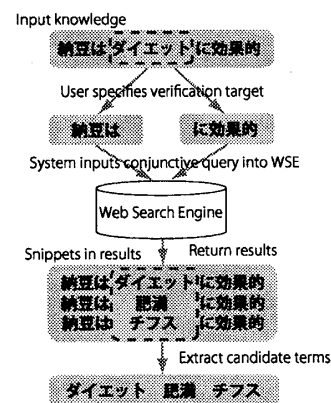 Input knowledge
納豆はダイエットに効果的
User specifies verification target
納豆は に効果的
System inputs conjunctive query into WSE
Web Search Engine
Snippets in results Return results
納豆はダイエットに効果的
納豆は 肥満 に効果的
納豆は チフス に効果的
Extract candidate terms
ダイエット 肥満 チフス